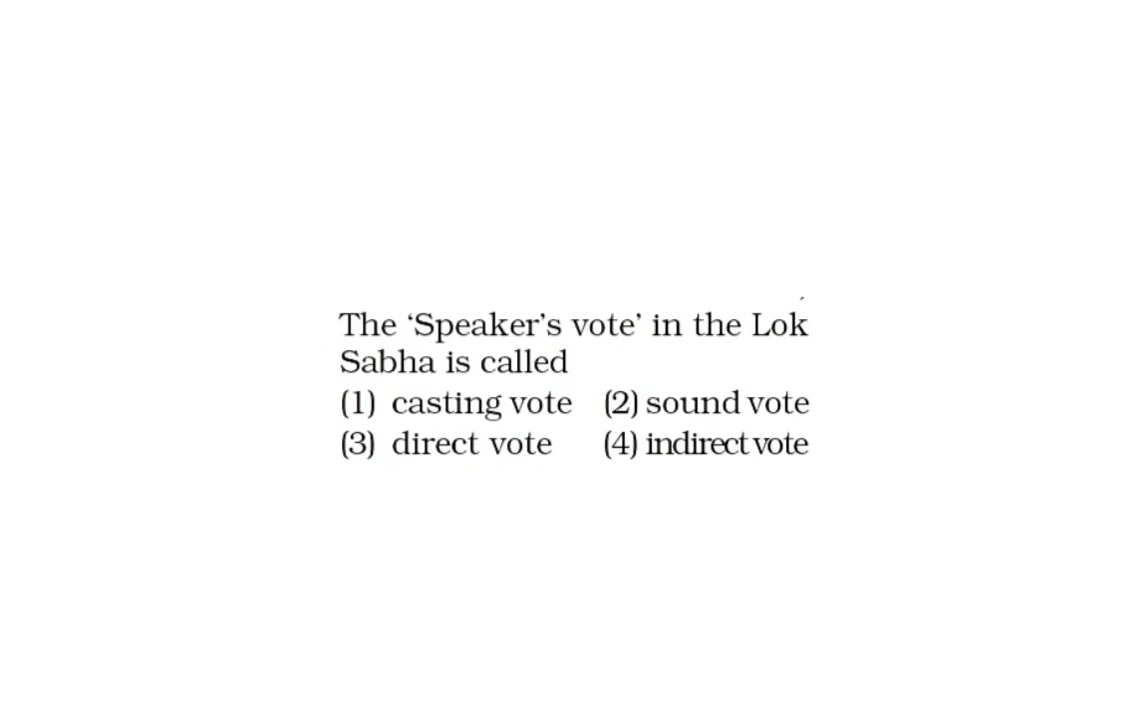 The ‘Speaker’s vote’ in the Lok
Sabha is called
(1) casting vote (2) sound vote
(3) direct vote (4) indirect vote